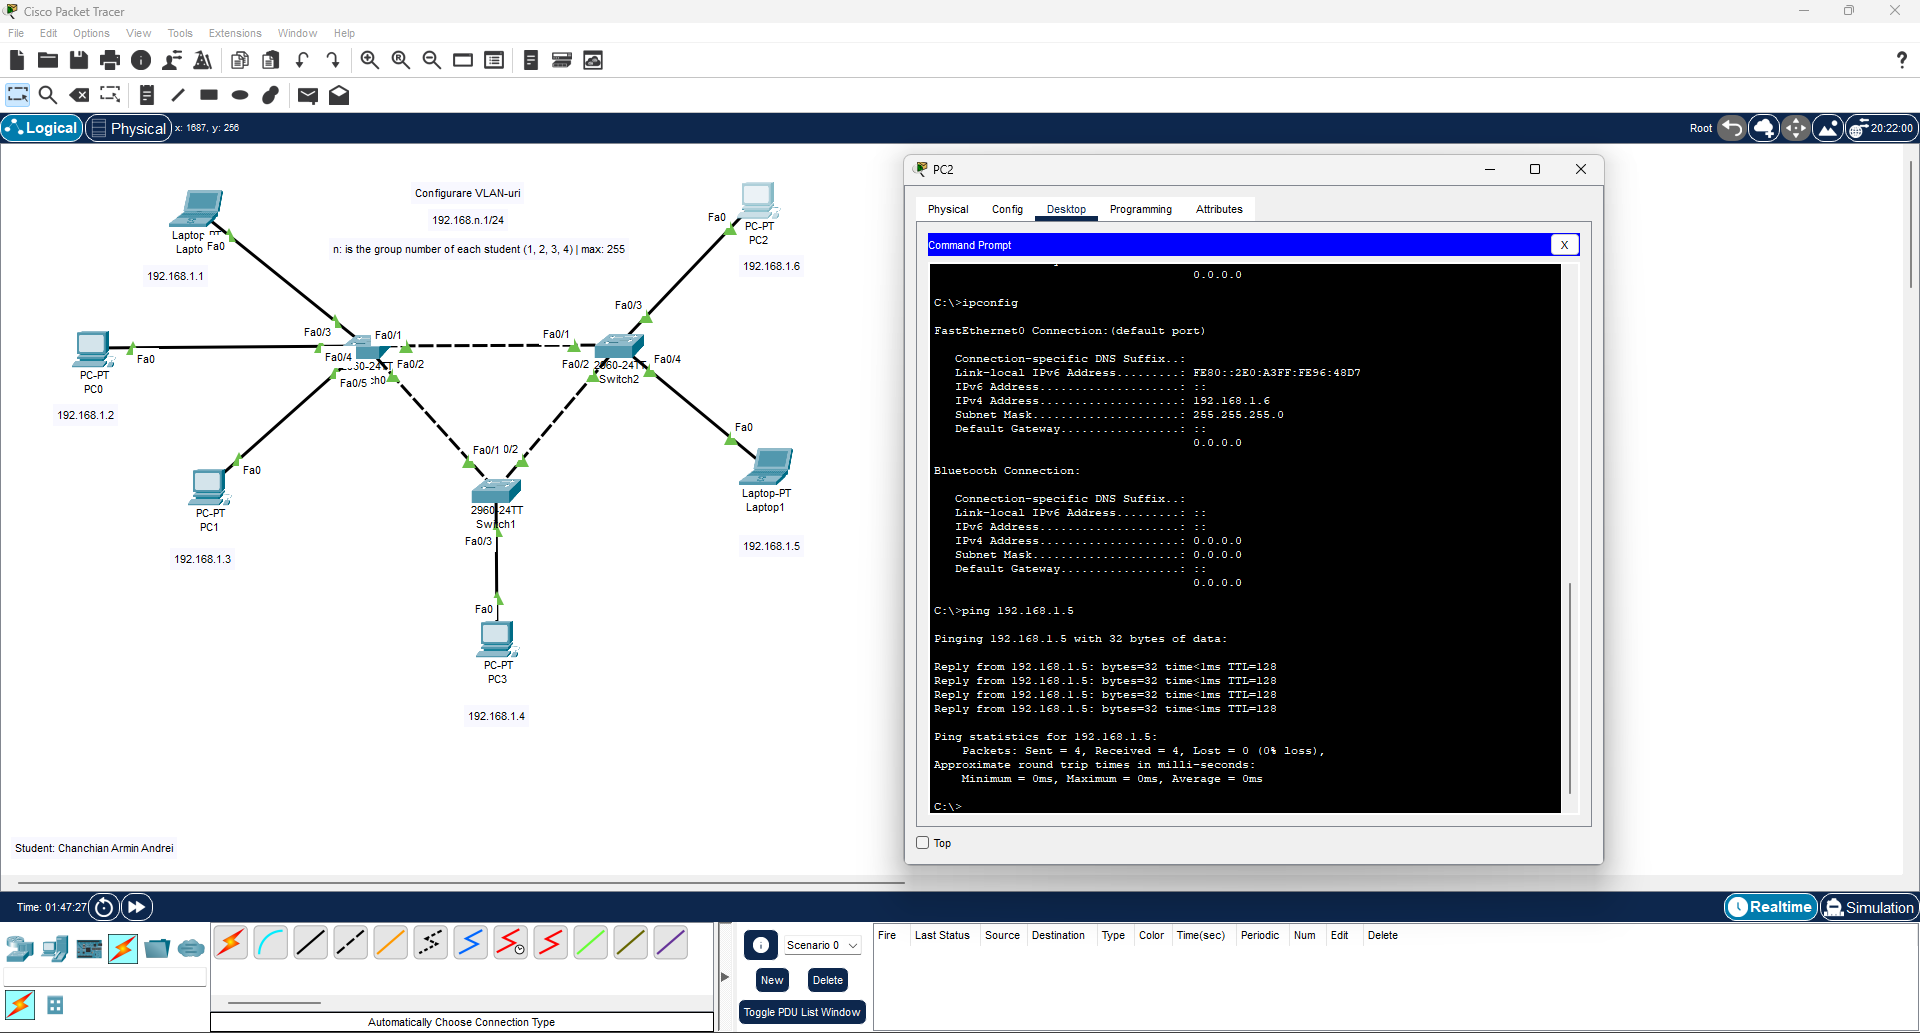 Cisco Packet Tracer
File Edit Options View Tools Extensions Window Help
Logical Physical x: 1687, y: 256 Root 20:22:00
Configurare VLAN-uri
192.168.n.1/24
n: is the group number of each student (1, 2, 3, 4) | max: 255
Fa0
192.168.1.1
Fa0
PC-PT
PC0
192.168.1.2
Fa0
PC-PT
PC1
192.168.1.3
Fa0/3
Fa0/1
Fa0/4
Fa0/2
Fa0/5
Fa0/1
Fa0/3
Fa0/2
Fa0/4
Switch2
Fa0
PC-PT
PC2
192.168.1.6
Fa0
Laptop-PT
Laptop1
192.168.1.5
Fa0/1 0/2
2960-24TT
Switch1
Fa0/3
Fa0
PC-PT
PC3
192.168.1.4
Student: Chanchian Armin Andrei
PC2
Physical Config Desktop Programming Attributes
Command Prompt X
0.0.0.0
C:\>ipconfig
FastEthernet0 Connection:(default port)
Connection-specific DNS Suffix..:
Link-local IPv6 Address.........: FE80::2E0:A3FF:FE96:48D7
IPv6 Address....................: ::
IPv4 Address....................: 192.168.1.6
Subnet Mask.....................: 255.255.255.0
Default Gateway.................: ::
0.0.0.0
Bluetooth Connection:
Connection-specific DNS Suffix..:
Link-local IPv6 Address.........: ::
IPv6 Address....................: ::
IPv4 Address....................: 0.0.0.0
Subnet Mask.....................: 0.0.0.0
Default Gateway.................: ::
0.0.0.0
C:\>ping 192.168.1.5
Pinging 192.168.1.5 with 32 bytes of data:
Reply from 192.168.1.5: bytes=32 time<1ms TTL=128
Reply from 192.168.1.5: bytes=32 time<1ms TTL=128
Reply from 192.168.1.5: bytes=32 time<1ms TTL=128
Reply from 192.168.1.5: bytes=32 time<1ms TTL=128
Ping statistics for 192.168.1.5:
Packets: Sent = 4, Received = 4, Lost = 0 (0% loss),
Approximate round trip times in milli-seconds:
Minimum = 0ms, Maximum = 0ms, Average = 0ms
C:\>
Top
Time: 01:47:27 Realtime Simulation
Scenario 0
New Delete
Toggle PDU List Window
Fire Last Status Source Destination Type Color Time(sec) Periodic Num Edit Delete
Automatically Choose Connection Type